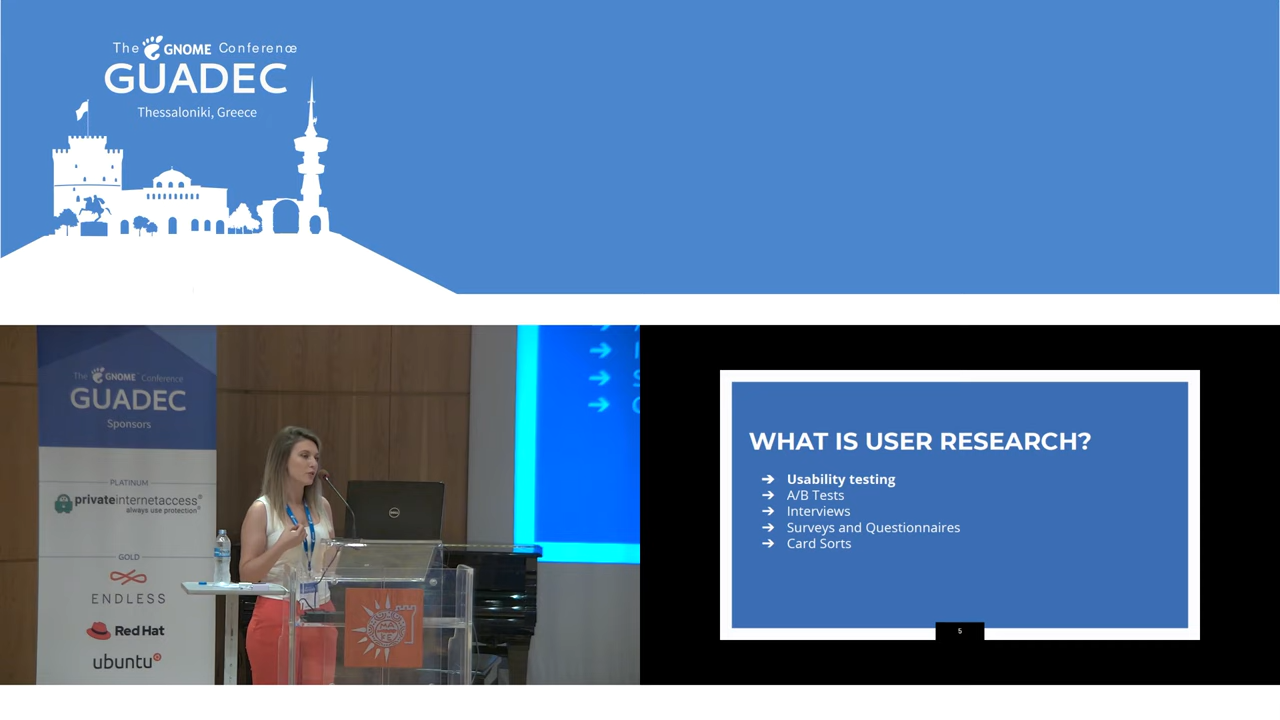 The GNOME Conference
GUADEC
Thessaloniki, Greece
The GNOME Conference
GUADEC
Sponsors
PLATINUM
privateinternetaccess®
always use protection®
GOLD
ENDLESS
Red Hat
ubuntu
DELL
WHAT IS USER RESEARCH?
➔ Usability testing
➔ A/B Tests
➔ Interviews
➔ Surveys and Questionnaires
➔ Card Sorts
5